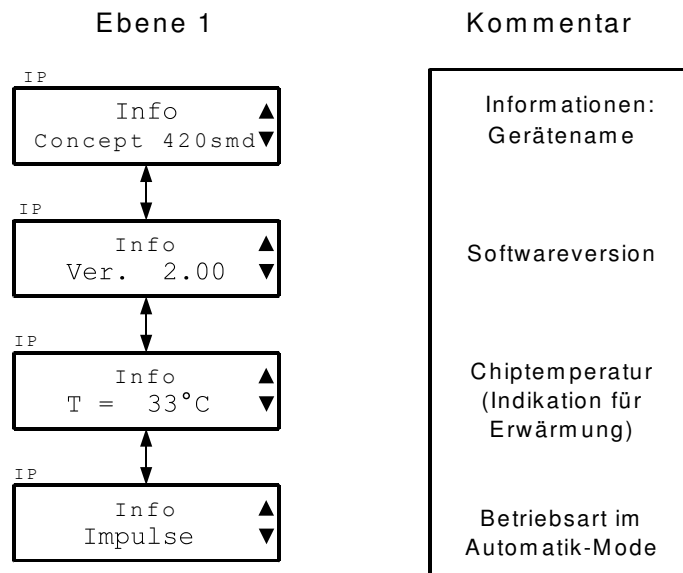 Ebene 1
Kommentar
IP
Info ▲
Concept 420smd▼
Informationen:
Gerätename
IP
Info ▲
Ver. 2.00 ▼
Softwareversion
IP
Info ▲
T = 33°C ▼
Chiptemperatur
(Indikation für
Erwärmung)
IP
Info ▲
Impulse ▼
Betriebsart im
Automatik-Mode